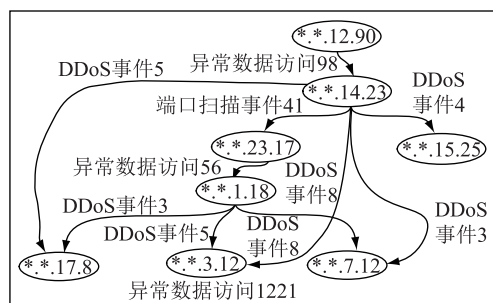 *.*.12.90
异常数据访问98
*.*.14.23
DDoS事件5
DDoS
事件4
端口扫描事件41
*.*.23.17
*.*.15.25
异常数据访问56
DDoS
事件8
*.*.1.18
DDoS事件3
DDoS事件5
DDoS
事件8
DDoS
事件3
*.*.17.8
*.*.3.12
*.*.7.12
异常数据访问1221